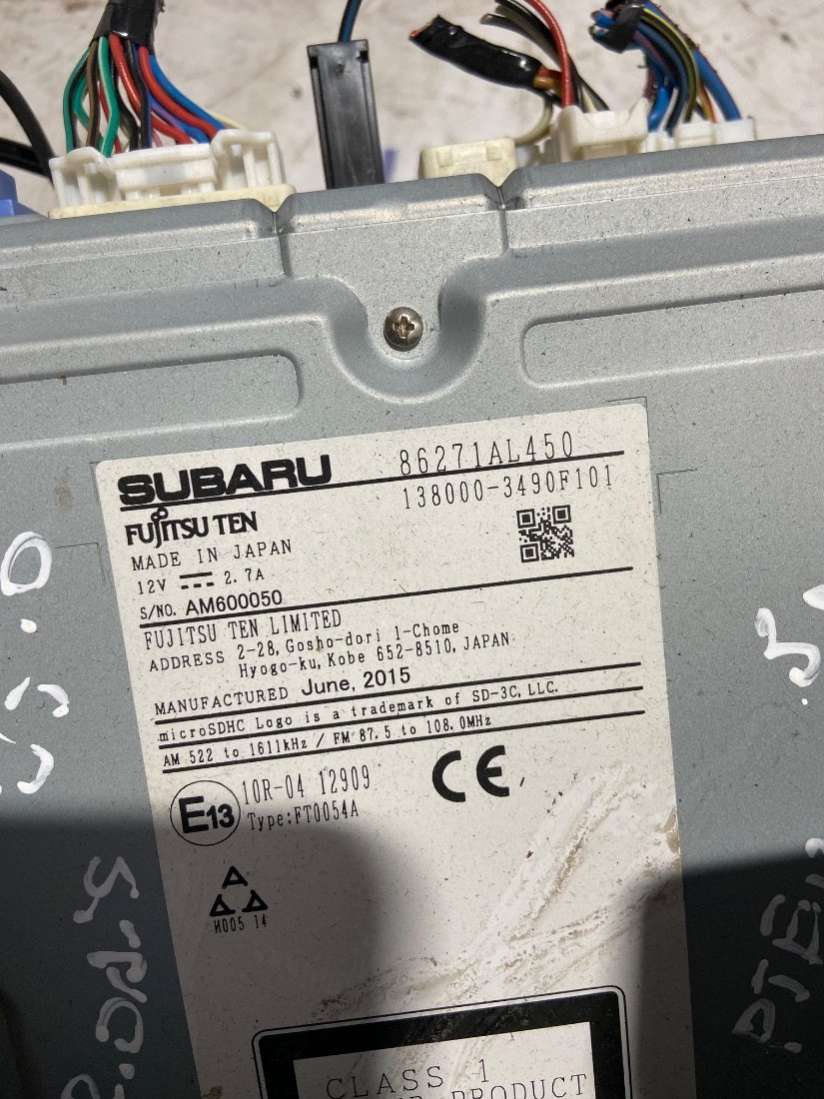 SUBARU 86271AL450
138000-3490F101
FUJITSU TEN
MADE IN JAPAN
12V 2.7A
S/NO. AM600050
FUJITSU TEN LIMITED
ADDRESS 2-28, Gosho-dori 1-Chome
Hyogo-ku, Kobe 652-8510, JAPAN
MANUFACTURED June, 2015
microSDHC Logo is a trademark of SD-3C, LLC.
AM 522 to 1611kHz / FM 87.5 to 108.0MHz
E13 10R-04 12909
Type:FT0054A
CE
M005 14
CLASS 1
PRODUCT